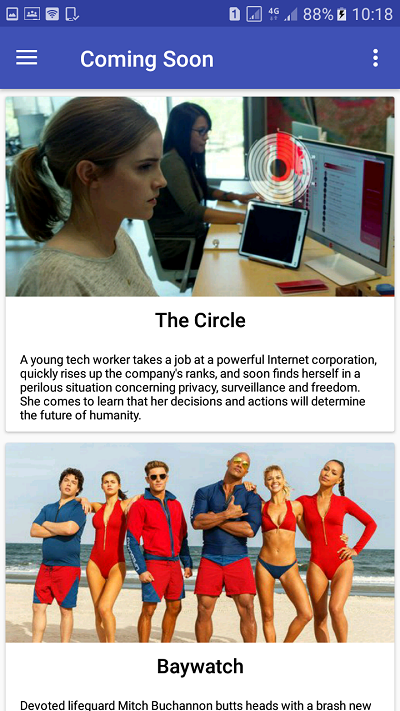 1 4G 88% 10:18
Coming Soon
The Circle
A young tech worker takes a job at a powerful Internet corporation,
quickly rises up the company's ranks, and soon finds herself in a
perilous situation concerning privacy, surveillance and freedom.
She comes to learn that her decisions and actions will determine
the future of humanity.
Baywatch
Devoted lifeguard Mitch Buchannon butts heads with a brash new